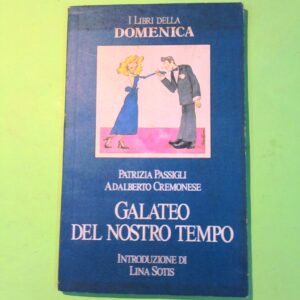 I LIBRI DELLA
DOMENICA
PATRIZIA PASSIGLI
ADALBERTO CREMONESE
GALATEO
DEL NOSTRO TEMPO
INTRODUZIONE DI
LINA SOTIS